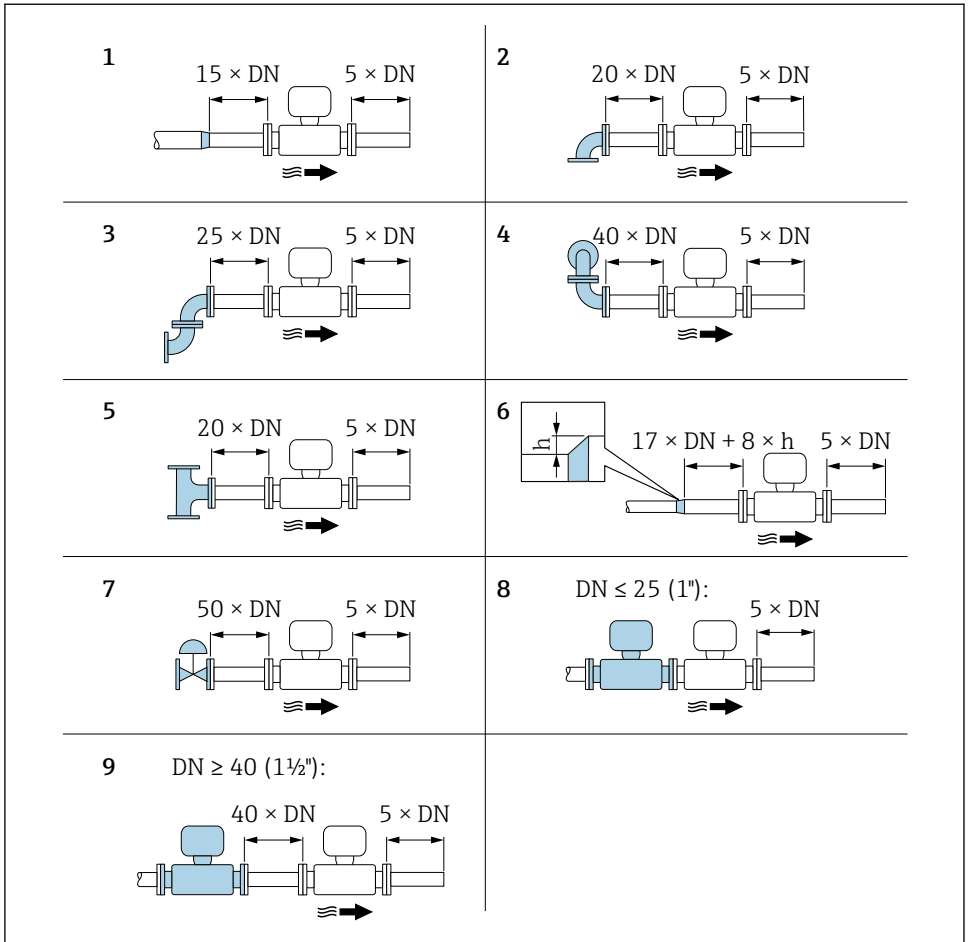 1
15 × DN 5 × DN
2
20 × DN 5 × DN
3
25 × DN 5 × DN
4
40 × DN 5 × DN
5
20 × DN 5 × DN
6
h
17 × DN + 8 × h 5 × DN
7
50 × DN 5 × DN
8 DN ≤ 25 (1"):
5 × DN
9 DN ≥ 40 (1½"):
40 × DN 5 × DN